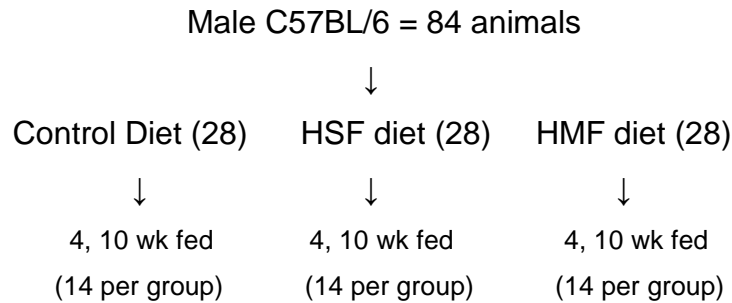 Male C57BL/6 = 84 animals
↓
Control Diet (28) HSF diet (28) HMF diet (28)
↓ ↓ ↓
4, 10 wk fed 4, 10 wk fed 4, 10 wk fed
(14 per group) (14 per group) (14 per group)